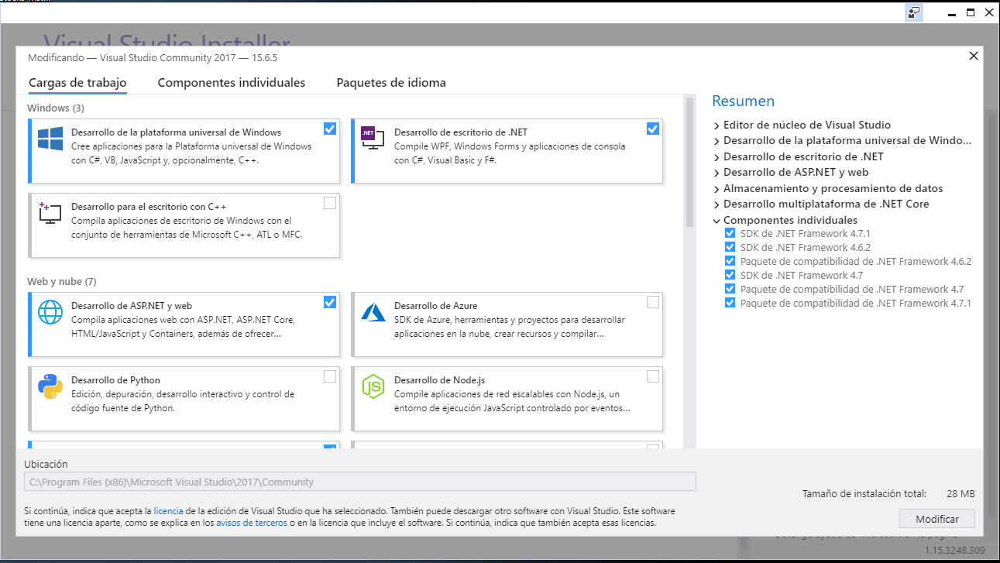 Visual Studio Installer
Modificando — Visual Studio Community 2017 — 15.6.5
Cargas de trabajo
Componentes individuales
Paquetes de idioma
Windows (3)
Desarrollo de la plataforma universal de Windows
Cree aplicaciones para la Plataforma universal de Windows
con C#, VB, JavaScript y, opcionalmente, C++.
.NET
Desarrollo de escritorio de .NET
Compile WPF, Windows Forms y aplicaciones de consola
con C#, Visual Basic y F#.
Desarrollo para el escritorio con C++
Compila aplicaciones de escritorio de Windows con el
conjunto de herramientas de Microsoft C++, ATL o MFC.
Web y nube (7)
Desarrollo de ASP.NET y web
Compila aplicaciones web con ASP.NET, ASP.NET Core,
HTML/JavaScript y Containers, además de ofrecer...
Desarrollo de Azure
SDK de Azure, herramientas y proyectos para desarrollar
aplicaciones en la nube, crear recursos y compilar...
Desarrollo de Python
Edición, depuración, desarrollo interactivo y control de
código fuente de Python.
JS
Desarrollo de Node.js
Compile aplicaciones de red escalables con Node.js, un
entorno de ejecución JavaScript controlado por eventos...
Resumen
Editor de núcleo de Visual Studio
Desarrollo de la plataforma universal de Windo...
Desarrollo de escritorio de .NET
Desarrollo de ASP.NET y web
Almacenamiento y procesamiento de datos
Desarrollo multiplataforma de .NET Core
Componentes individuales
SDK de .NET Framework 4.7.1
SDK de .NET Framework 4.6.2
Paquete de compatibilidad de .NET Framework 4.6.2
SDK de .NET Framework 4.7
Paquete de compatibilidad de .NET Framework 4.7
Paquete de compatibilidad de .NET Framework 4.7.1
Ubicación
C:\Program Files (x86)\Microsoft Visual Studio\2017\Community
Si continúa, indica que acepta la licencia de la edición de Visual Studio que ha seleccionado. También puede descargar otro software con Visual Studio. Este software
tiene una licencia aparte, como se explica en los avisos de terceros o en la licencia que incluye el software. Si continúa, indica que también acepta esas licencias.
Tamaño de instalación total: 28 MB
Modificar
1.15.3248.309